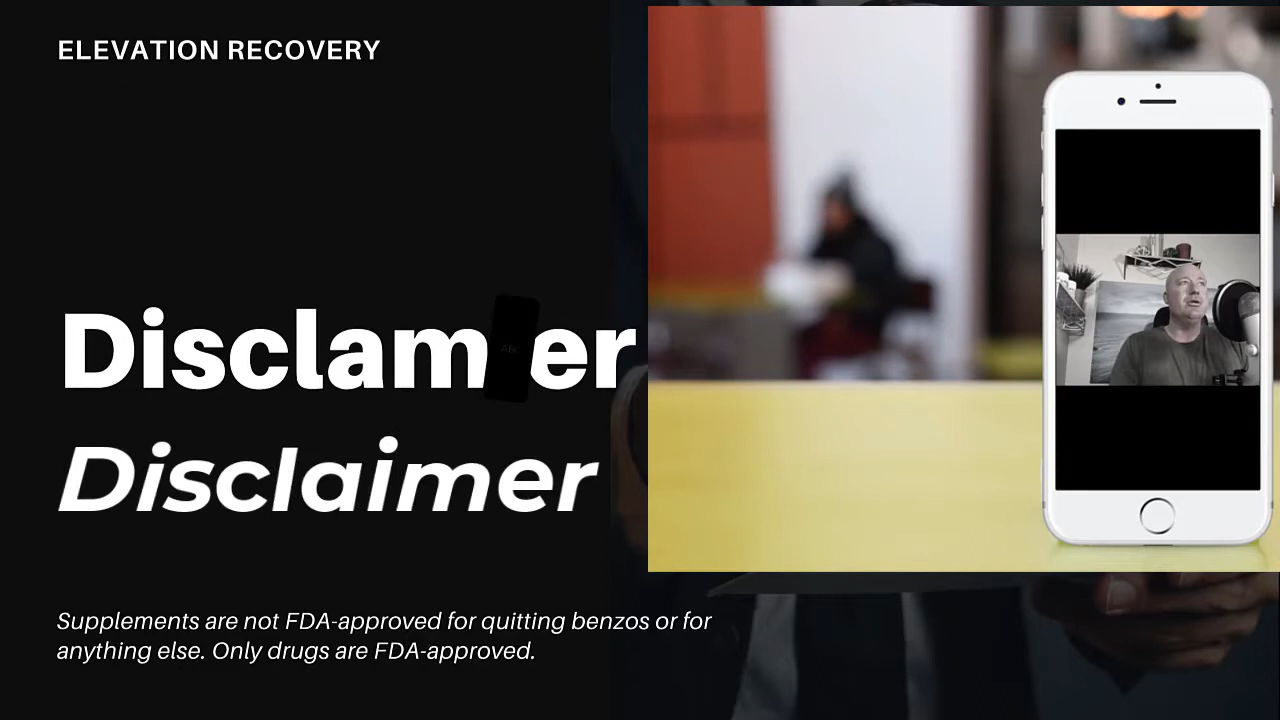 ELEVATION RECOVERY
Disclam er
Disclaimer
Supplements are not FDA-approved for quitting benzos or for
anything else. Only drugs are FDA-approved.